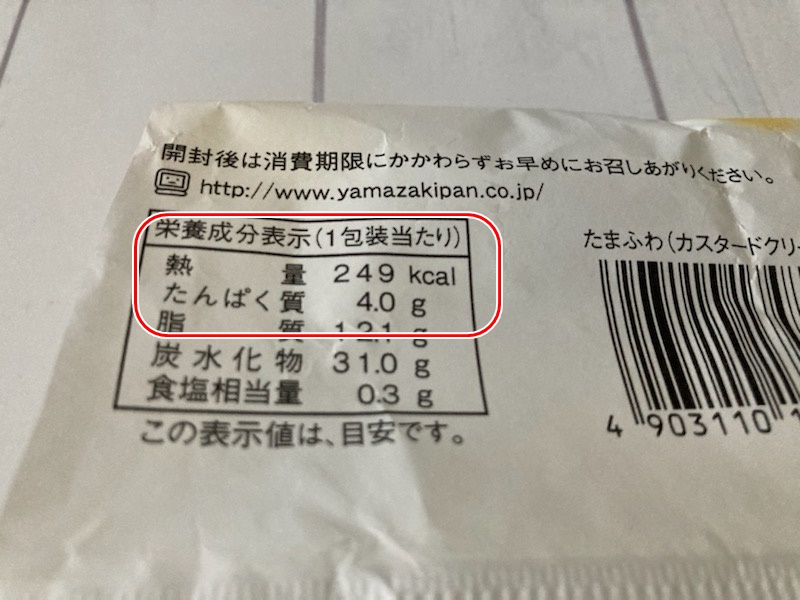 開封後は消費期限にかかわらずお早めにお召しあがりください。
http://www.yamazakipan.co.jp/
栄養成分表示(1包装当たり)
熱量 249 kcal
たんぱく質 4.0 g
脂質 12.1 g
炭水化物 31.0 g
食塩相当量 0.3 g
この表示値は、目安です。
たまふわ(カスタードクリー
4 903110 1